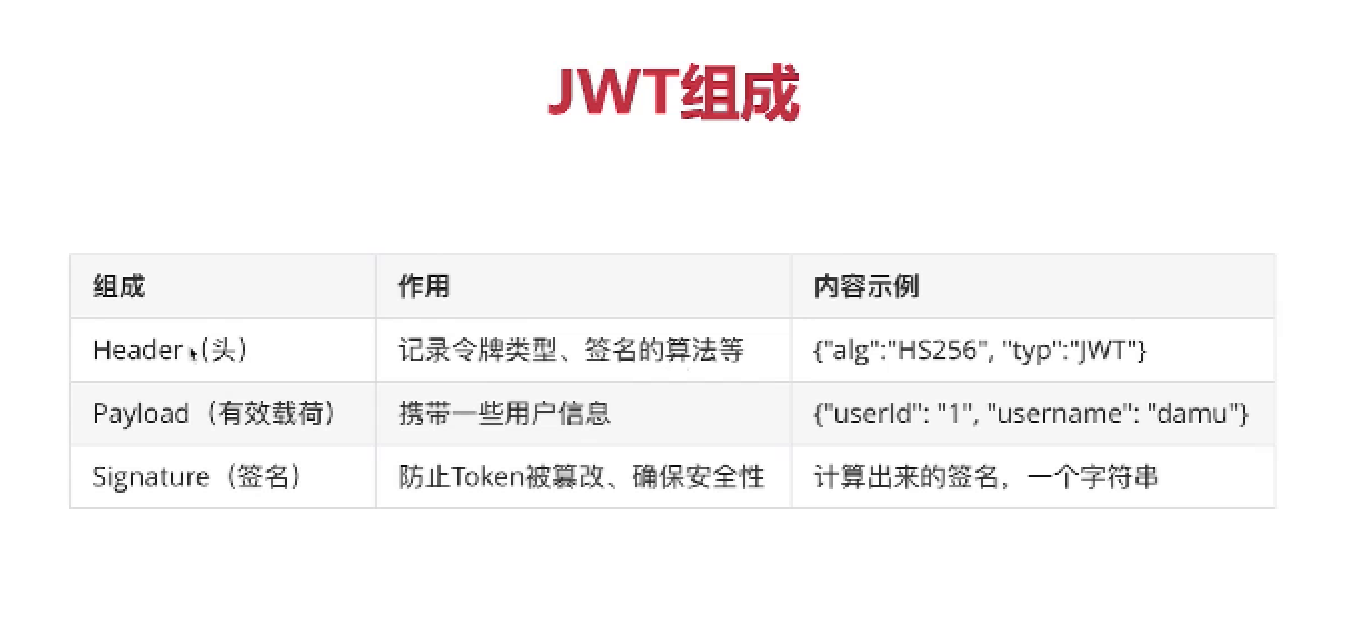 JWT组成
组成 作用 内容示例
Header (头) 记录令牌类型、签名的算法等 {"alg":"HS256", "typ":"JWT"}
Payload（有效载荷） 携带一些用户信息 {"userId": "1", "username": "damu"}
Signature（签名） 防止Token被篡改、确保安全性 计算出来的签名，一个字符串